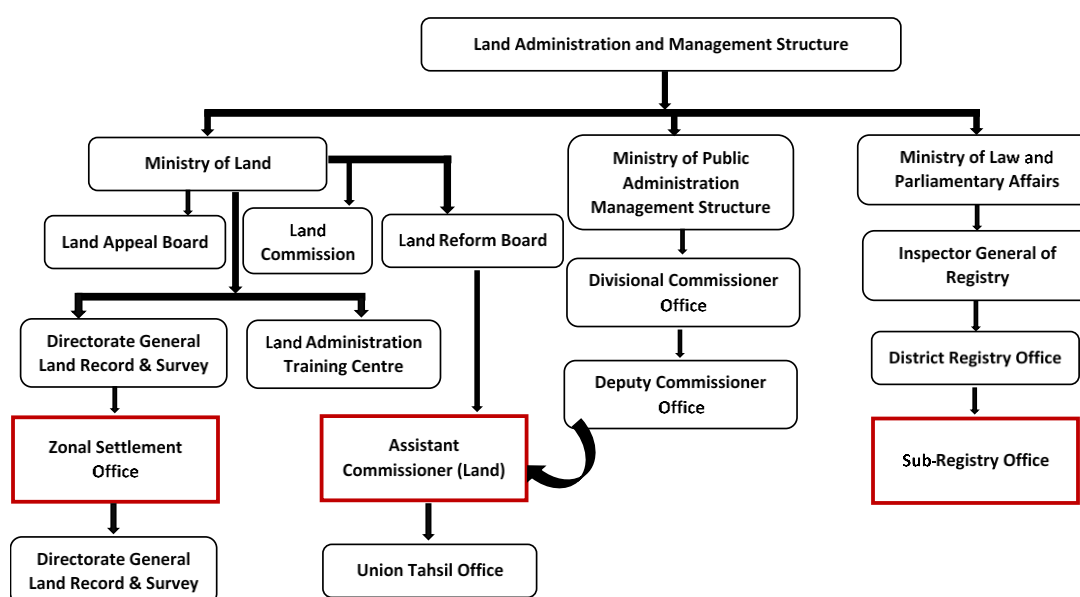 Land Administration and Management Structure
Ministry of Land
Ministry of Public
Administration
Management Structure
Ministry of Law and
Parliamentary Affairs
Land Appeal Board
Land
Commission
Land Reform Board
Divisional Commissioner
Office
Inspector General of
Registry
Directorate General
Land Record & Survey
Land Administration
Training Centre
Deputy Commissioner
Office
District Registry Office
Zonal Settlement
Office
Assistant
Commissioner (Land)
Sub-Registry Office
Directorate General
Land Record & Survey
Union Tahsil Office